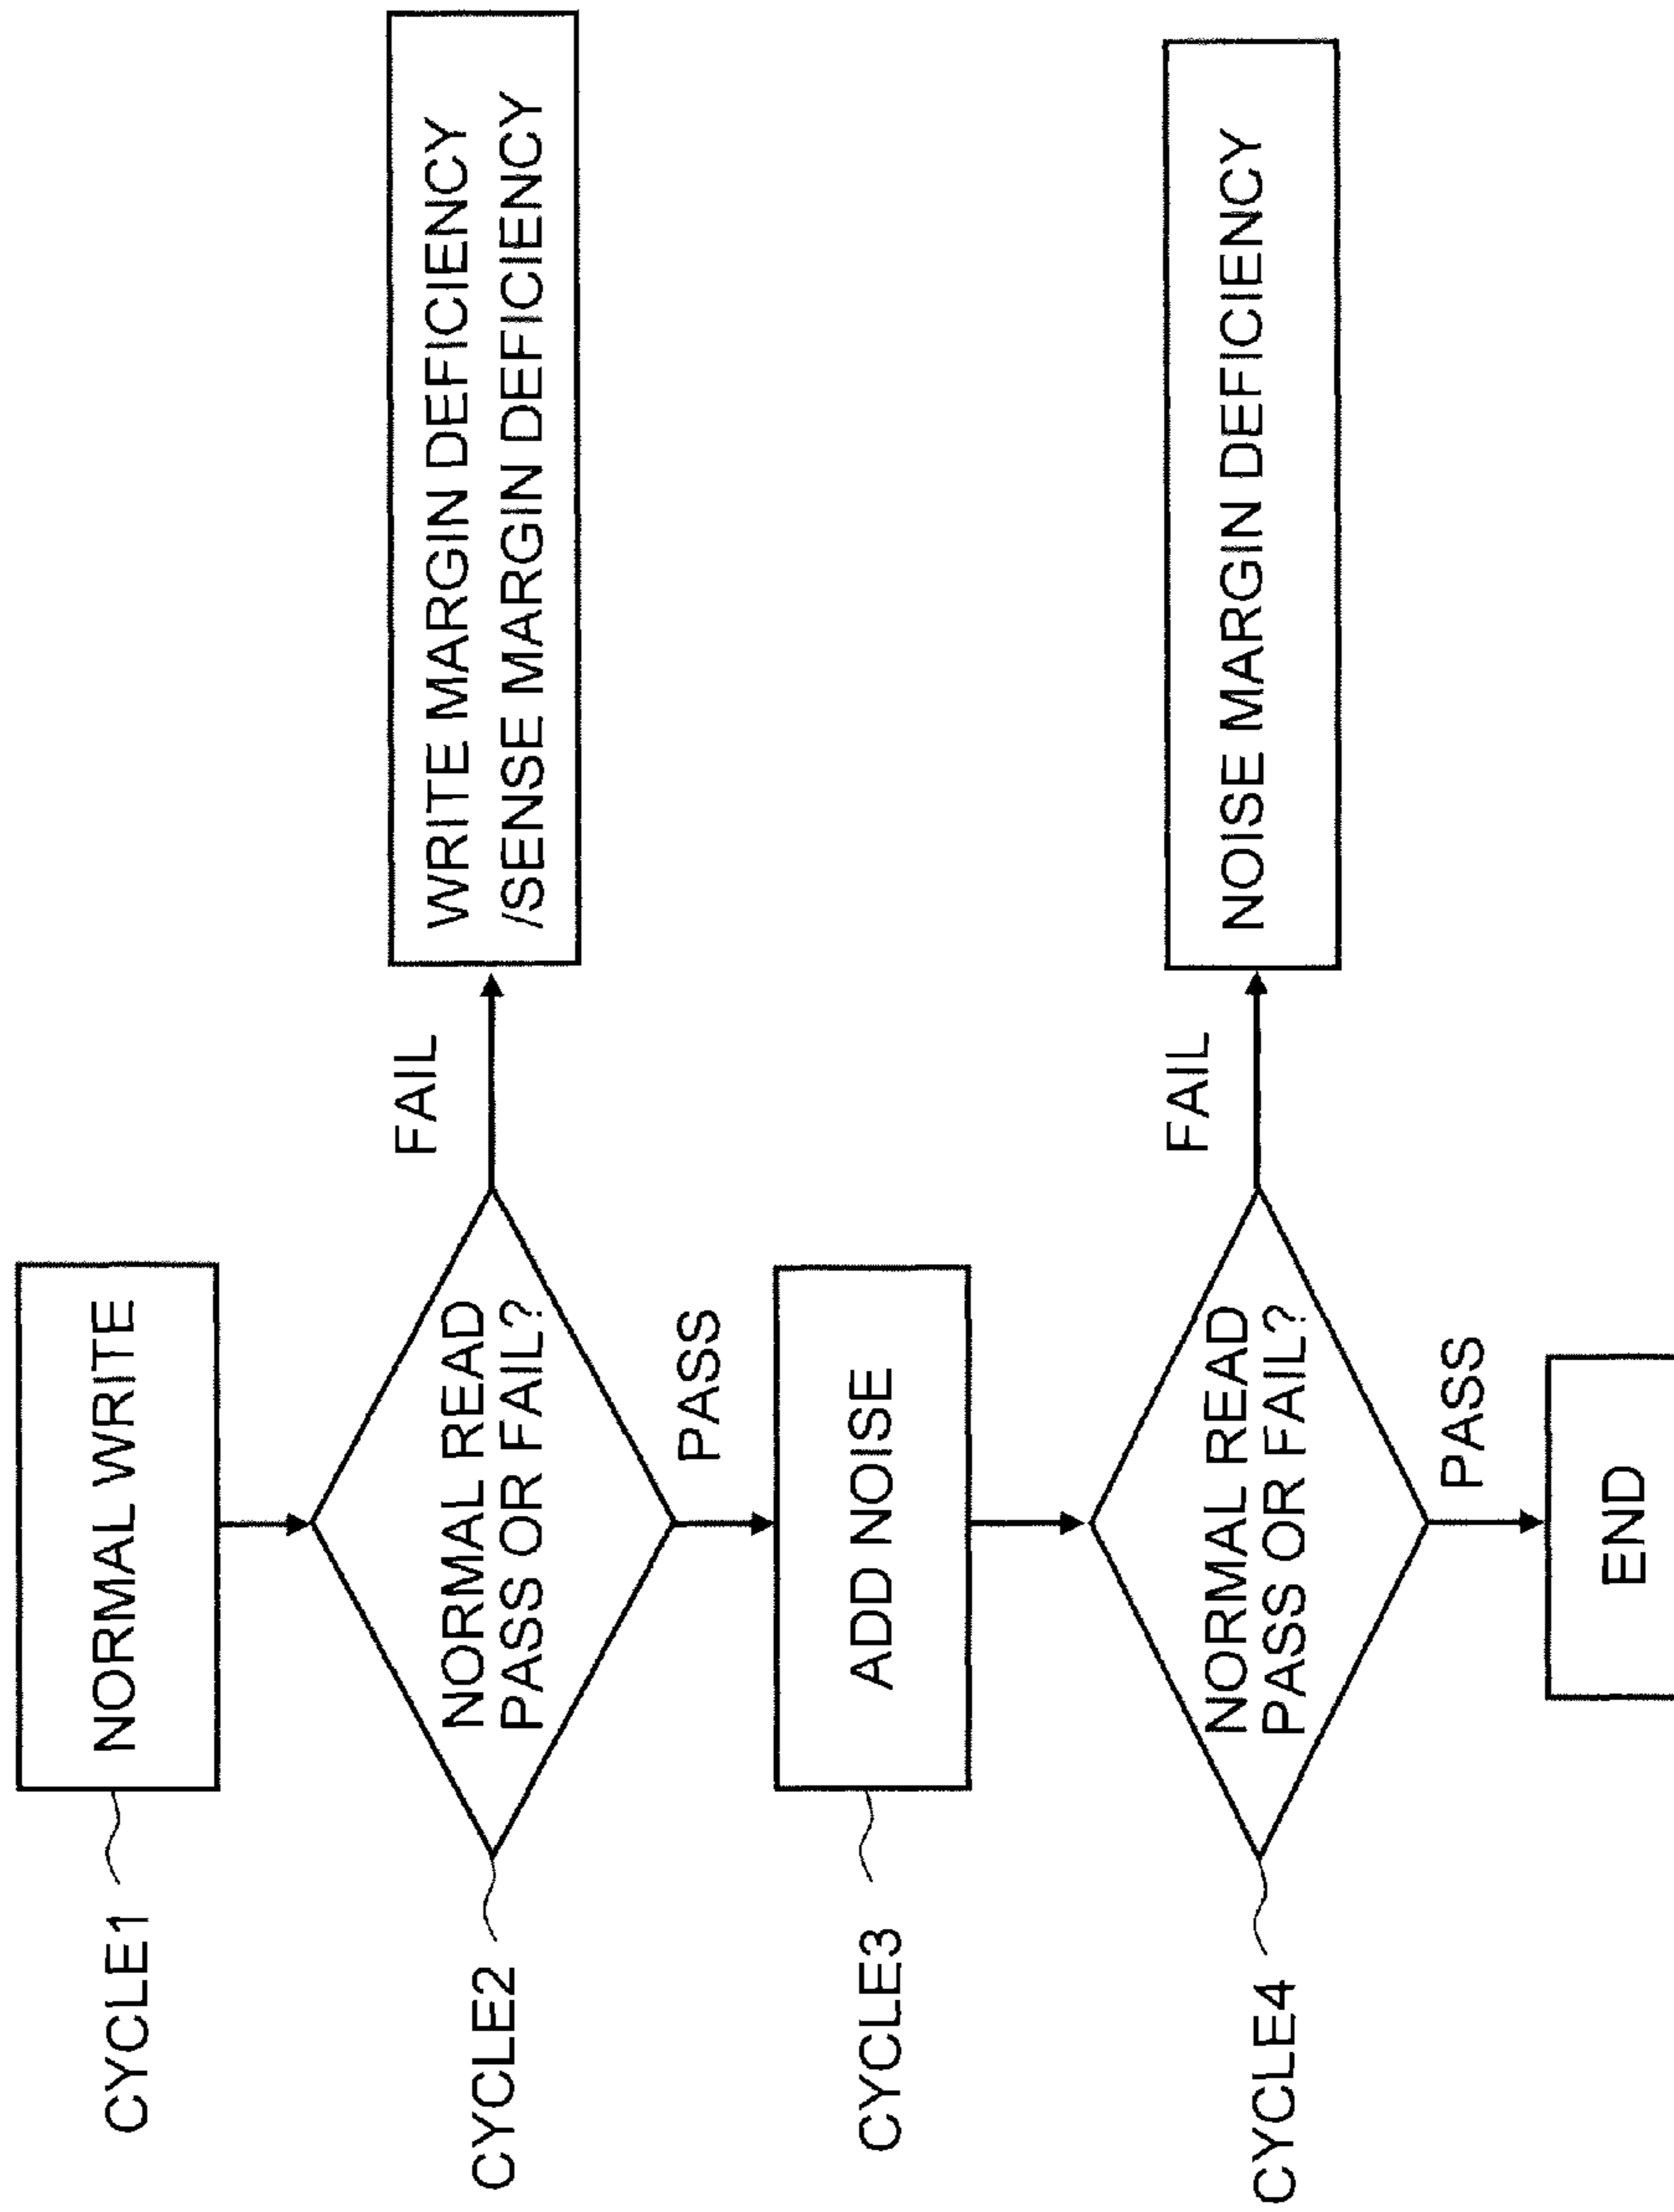 CYCLE1
NORMAL WRITE
CYCLE2
NORMAL READ
PASS OR FAIL?
FAIL
WRITE MARGIN DEFICIENCY
/SENSE MARGIN DEFICIENCY
PASS
CYCLE3
ADD NOISE
CYCLE4
NORMAL READ
PASS OR FAIL?
FAIL
NOISE MARGIN DEFICIENCY
PASS
END